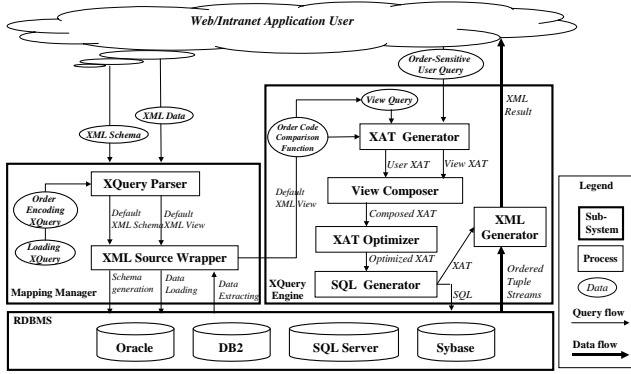 Web/Intranet Application User
Order-Sensitive
User Query
View Query
XML Schema
XML Data
Order Code
Comparison
Function
XAT Generator
XML
Result
User XAT
View XAT
XQuery Parser
Order
Encoding
XQuery
Default
XML Schema
Default
XML View
Loading
XQuery
XML Source Wrapper
Default
XML View
View Composer
Composed XAT
XAT Optimizer
Optimized XAT
SQL Generator
XML
Generator
XAT
SQL
Ordered
Tuple
Streams
Mapping Manager
Schema
generation
Data
Loading
Data
Extracting
XQuery
Engine
RDBMS
Oracle
DB2
SQL Server
Sybase
Legend
Sub-
System
Process
Data
Query flow
Data flow